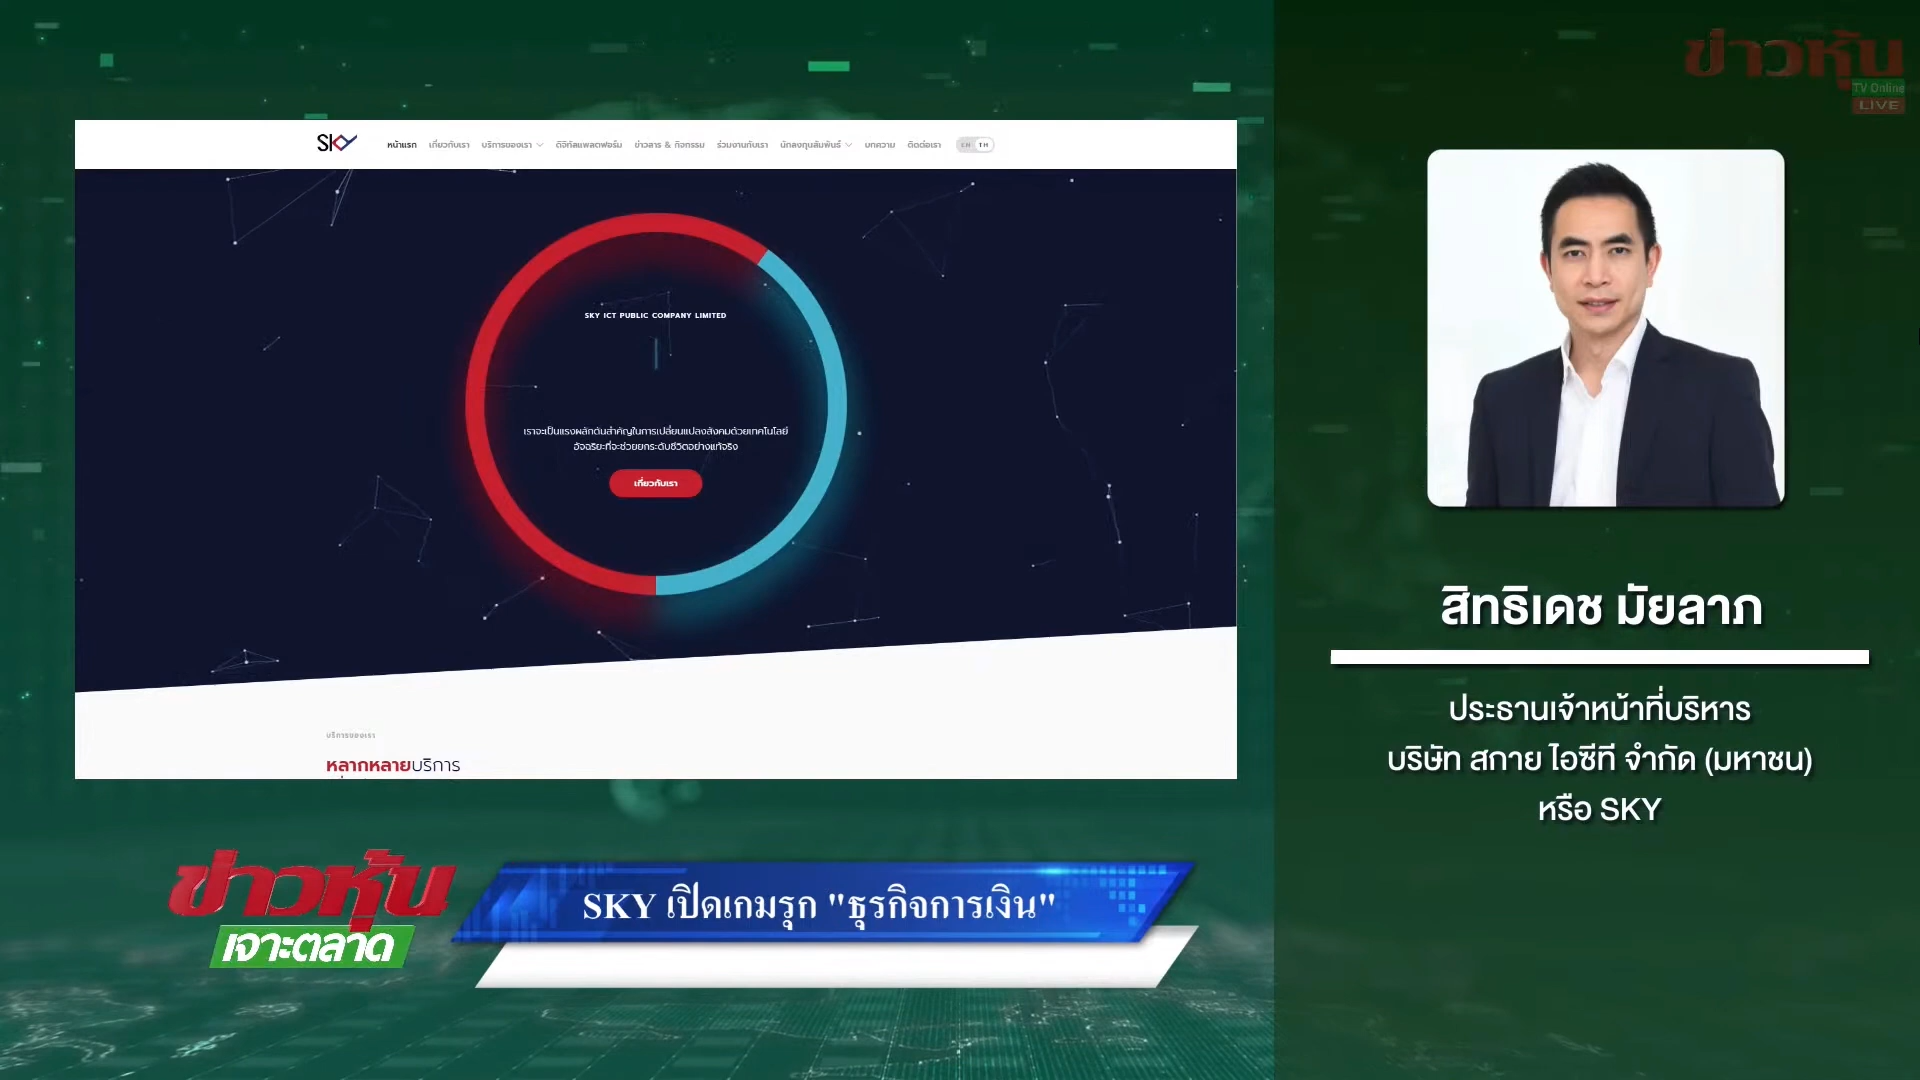 ข่าวหุ้น
TV Online
LIVE
SKY
หน้าแรก เกี่ยวกับเรา บริการของเรา ดิจิทัลแพลตฟอร์ม ข่าวสาร & กิจกรรม ร่วมงานกับเรา นักลงทุนสัมพันธ์ บทความ ติดต่อเรา EN TH
SKY ICT PUBLIC COMPANY LIMITED
เราจะเป็นแรงผลักดันสำคัญในการเปลี่ยนแปลงสังคมด้วยเทคโนโลยี
อัจฉริยะที่จะช่วยยกระดับชีวิตอย่างแท้จริง
เกี่ยวกับเรา
บริการของเรา
หลากหลายบริการ
สิทธิเดช มัยลาภ
ประธานเจ้าหน้าที่บริหาร
บริษัท สกาย ไอซีที จำกัด (มหาชน)
หรือ SKY
ข่าวหุ้น
เจาะตลาด
SKY เปิดเกมรุก "ธุรกิจการเงิน"